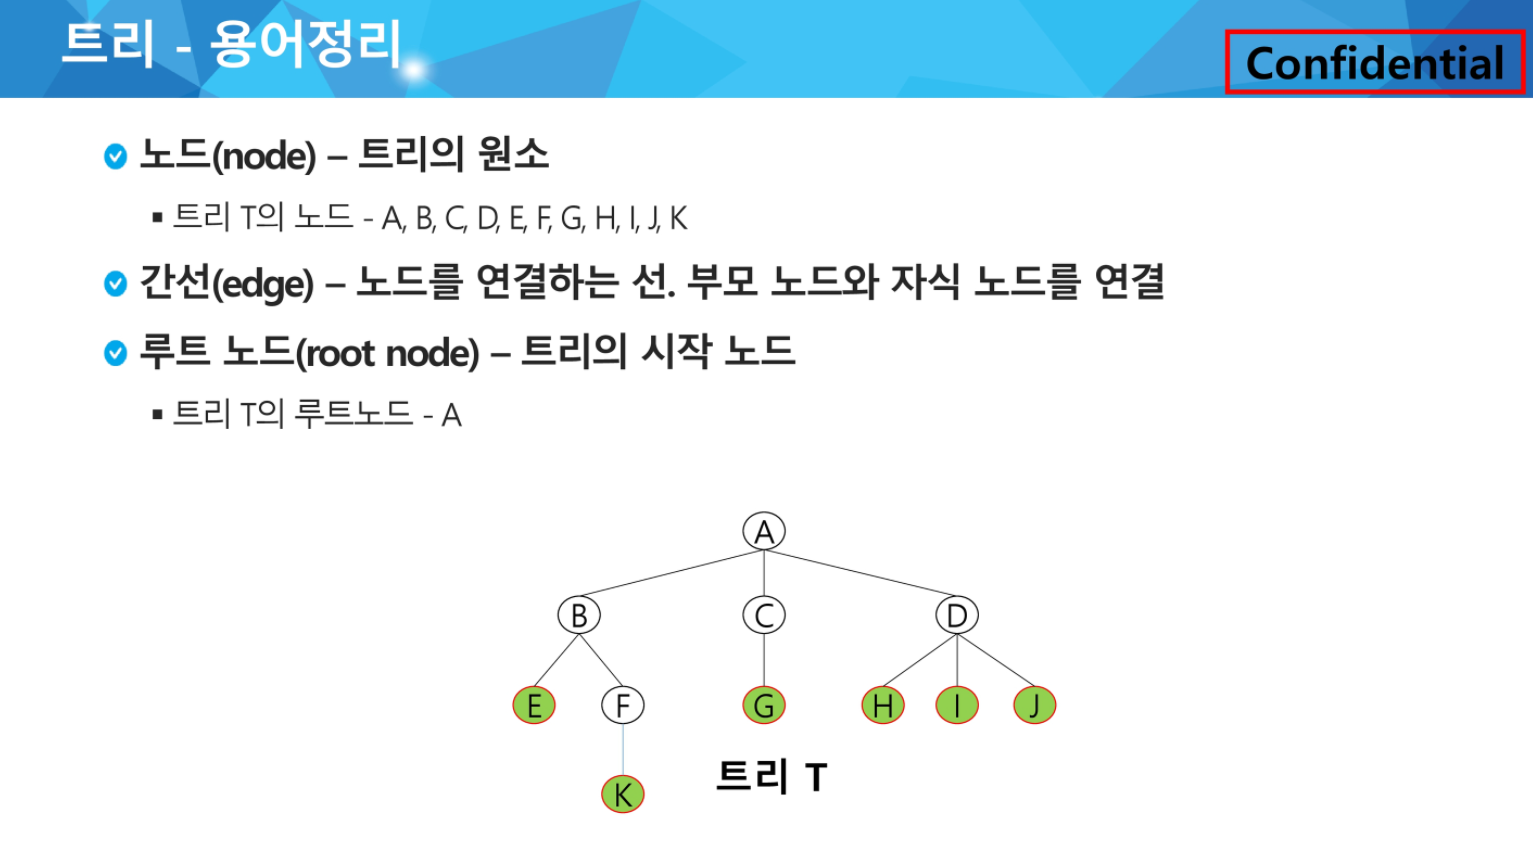 트리 - 용어정리
Confidential
노드(node) – 트리의 원소
▪ 트리 T의 노드 - A, B, C, D, E, F, G, H, I, J, K
간선(edge) – 노드를 연결하는 선. 부모 노드와 자식 노드를 연결
루트 노드(root node) – 트리의 시작 노드
▪ 트리 T의 루트노드 - A
A
B C D
E F G H I J
K
트리 T